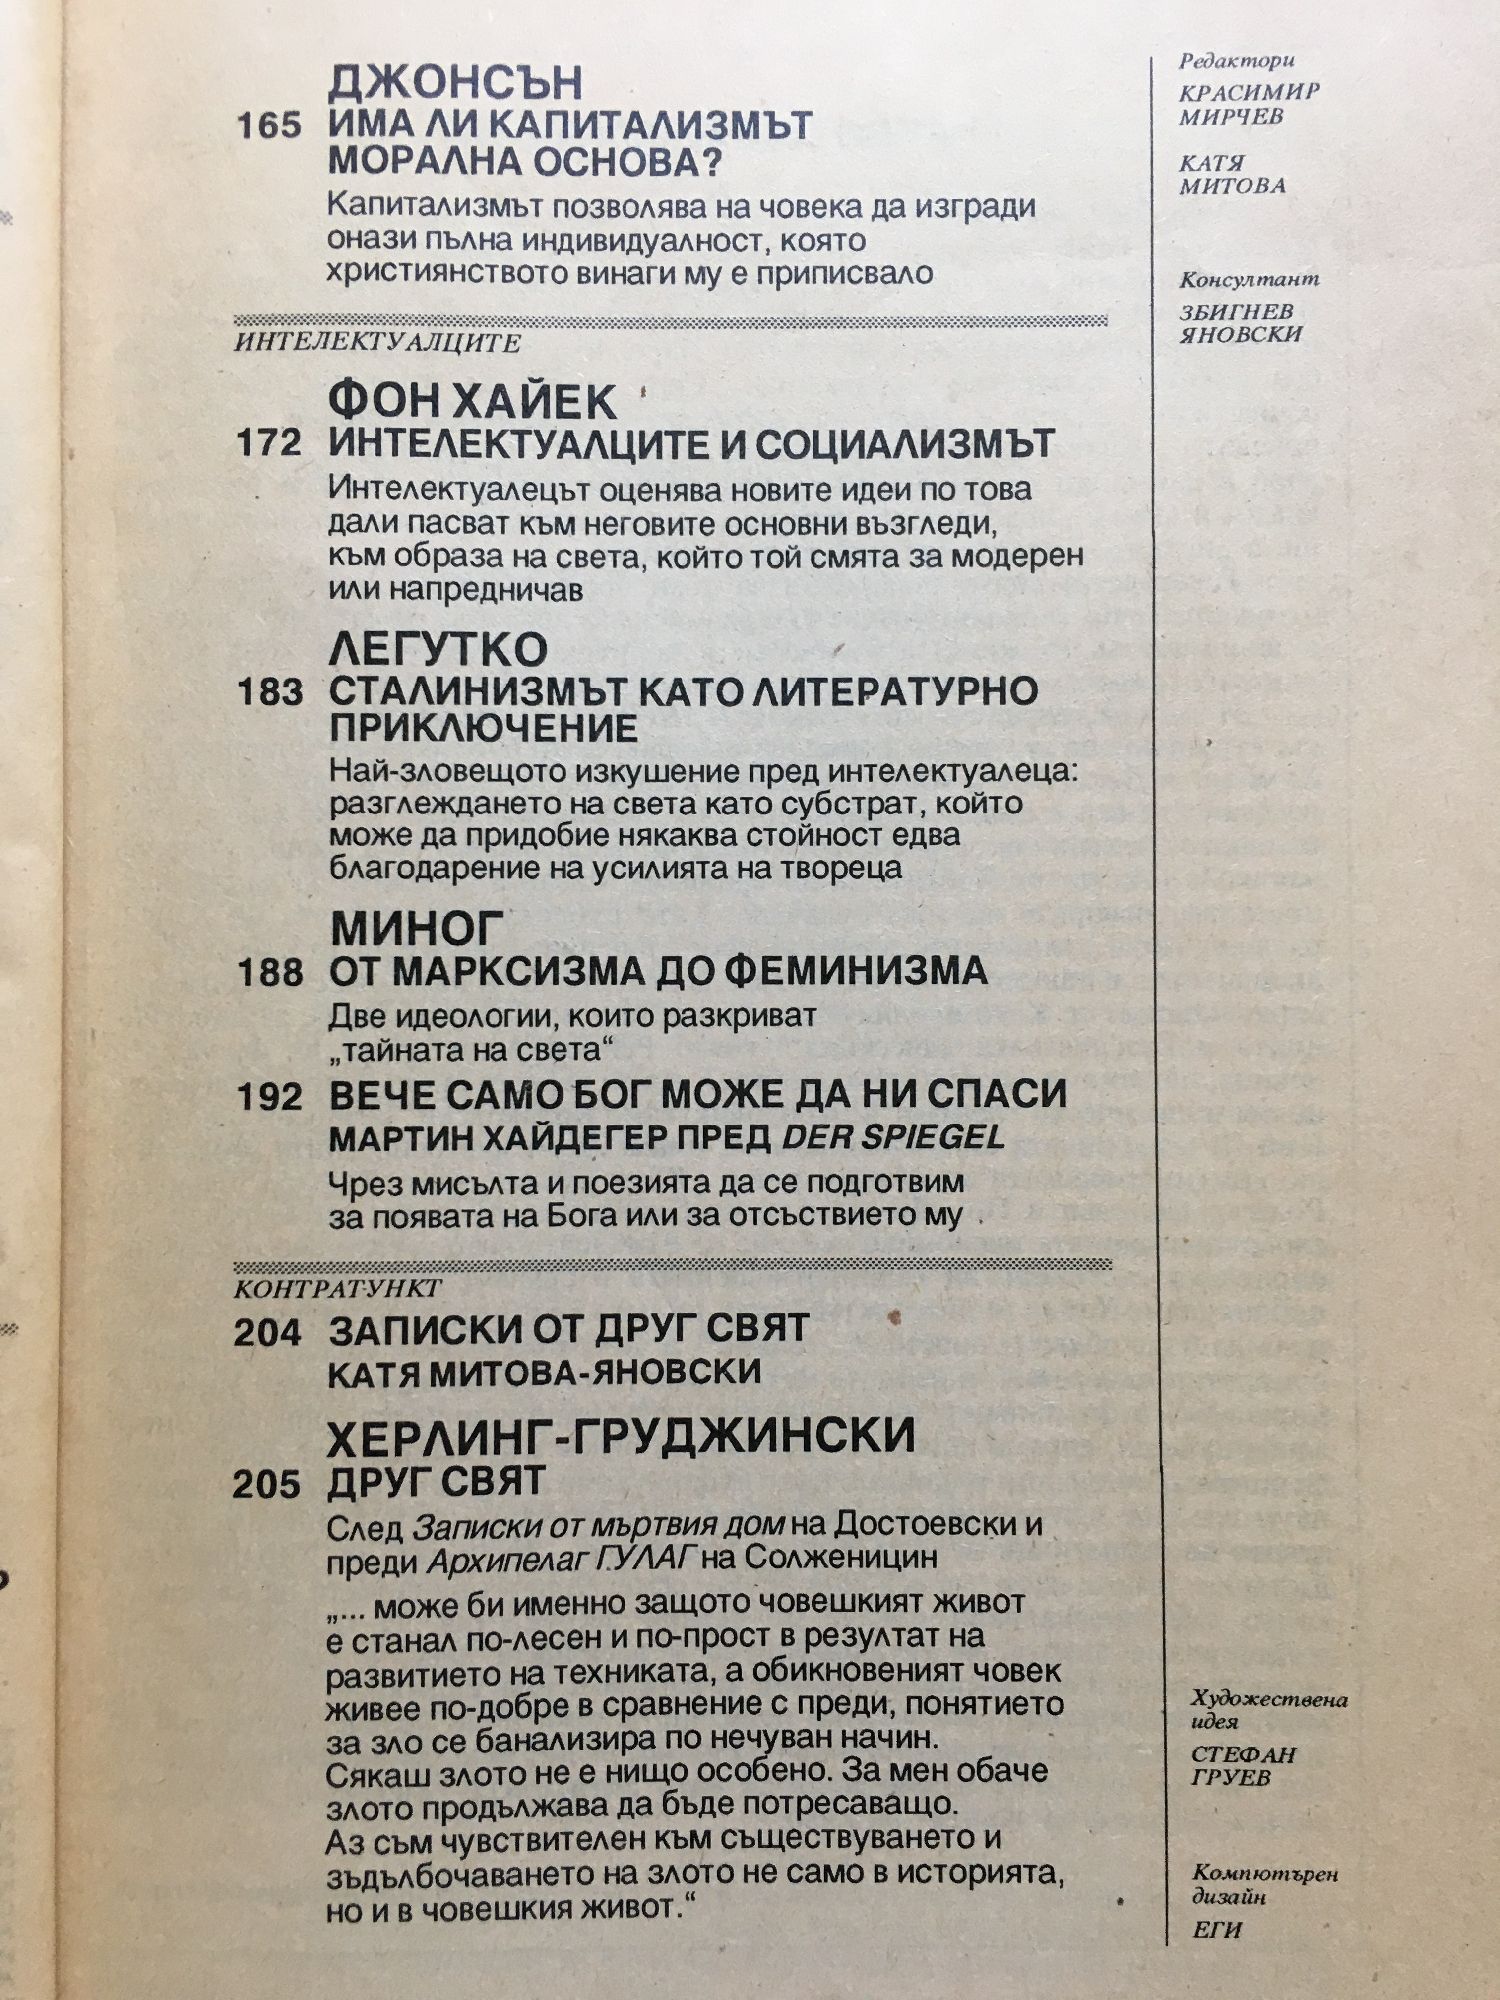 ДЖОНСЪН
165 ИМА ЛИ КАПИТАЛИЗМЪТ
МОРАЛНА ОСНОВА?
Капитализмът позволява на човека да изгради
онази пълна индивидуалност, която
християнството винаги му е приписвало
ИНТЕЛЕКТУАЛЦИТЕ
ФОН ХАЙЕК
172 ИНТЕЛЕКТУАЛЦИТЕ И СОЦИАЛИЗМЪТ
Интелектуалецът оценява новите идеи по това
дали пасват към неговите основни възгледи,
към образа на света, който той смята за модерен
или напредничав
ЛЕГУТКО
183 СТАЛИНИЗМЪТ КАТО ЛИТЕРАТУРНО
ПРИКЛЮЧЕНИЕ
Най-зловещото изкушение пред интелектуалеца:
разглеждането на света като субстрат, който
може да придобие някаква стойност едва
благодарение на усилията на твореца
МИНОГ
188 ОТ МАРКСИЗМА ДО ФЕМИНИЗМА
Две идеологии, които разкриват
„тайната на света“
192 ВЕЧЕ САМО БОГ МОЖЕ ДА НИ СПАСИ
МАРТИН ХАЙДЕГЕР ПРЕД DER SPIEGEL
Чрез мисълта и поезията да се подготвим
за появата на Бога или за отсъствието му
КОНТРАПУНКТ
204 ЗАПИСКИ ОТ ДРУГ СВЯТ
КАТЯ МИТОВА-ЯНОВСКИ
ХЕРЛИНГ-ГРУДЖИНСКИ
205 ДРУГ СВЯТ
След Записки от мъртвия дом на Достоевски и
преди Архипелаг ГУЛАГ на Солженицин
„... може би именно защото човешкият живот
е станал по-лесен и по-прост в резултат на
развитието на техниката, а обикновеният човек
живее по-добре в сравнение с преди, понятието
за зло се банализира по нечуван начин.
Сякаш злото не е нищо особено. За мен обаче
злото продължава да бъде потресаващо.
Аз съм чувствителен към съществуването и
зъдълбочаването на злото не само в историята,
но и в човешкия живот.“
Редактори
КРАСИМИР
МИРЧЕВ
КАТЯ
МИТОВА
Консултант
ЗБИГНЕВ
ЯНОВСКИ
Художествена
идея
СТЕФАН
ГРУЕВ
Компютърен
дизайн
ЕГИ